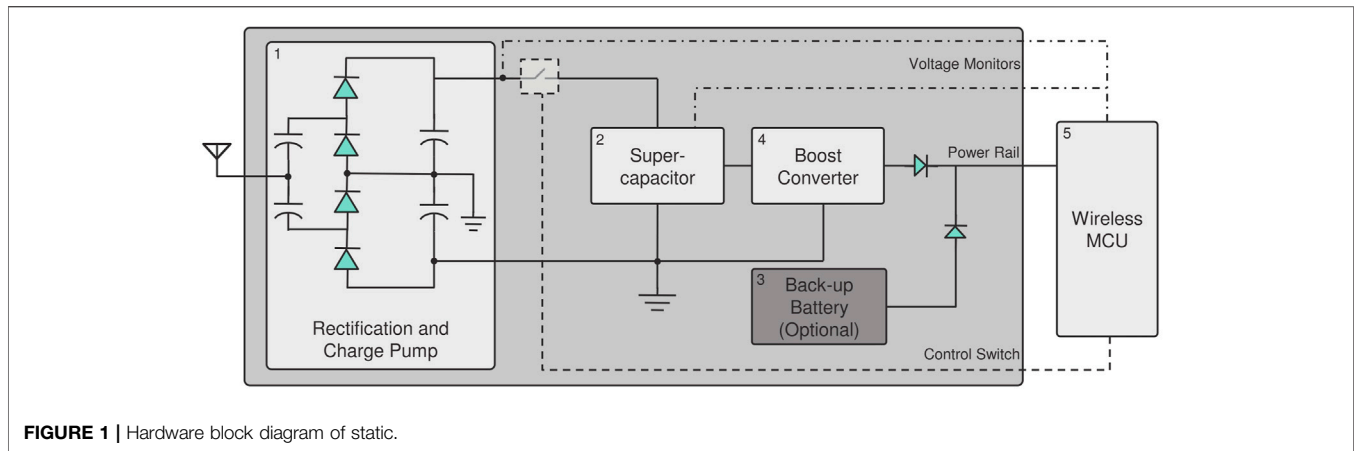 1
Rectification and
Charge Pump
Voltage Monitors
2
Super-
capacitor
4
Boost
Converter
Power Rail
3
Back-up
Battery
(Optional)
Control Switch
5
Wireless
MCU
FIGURE 1 | Hardware block diagram of static.